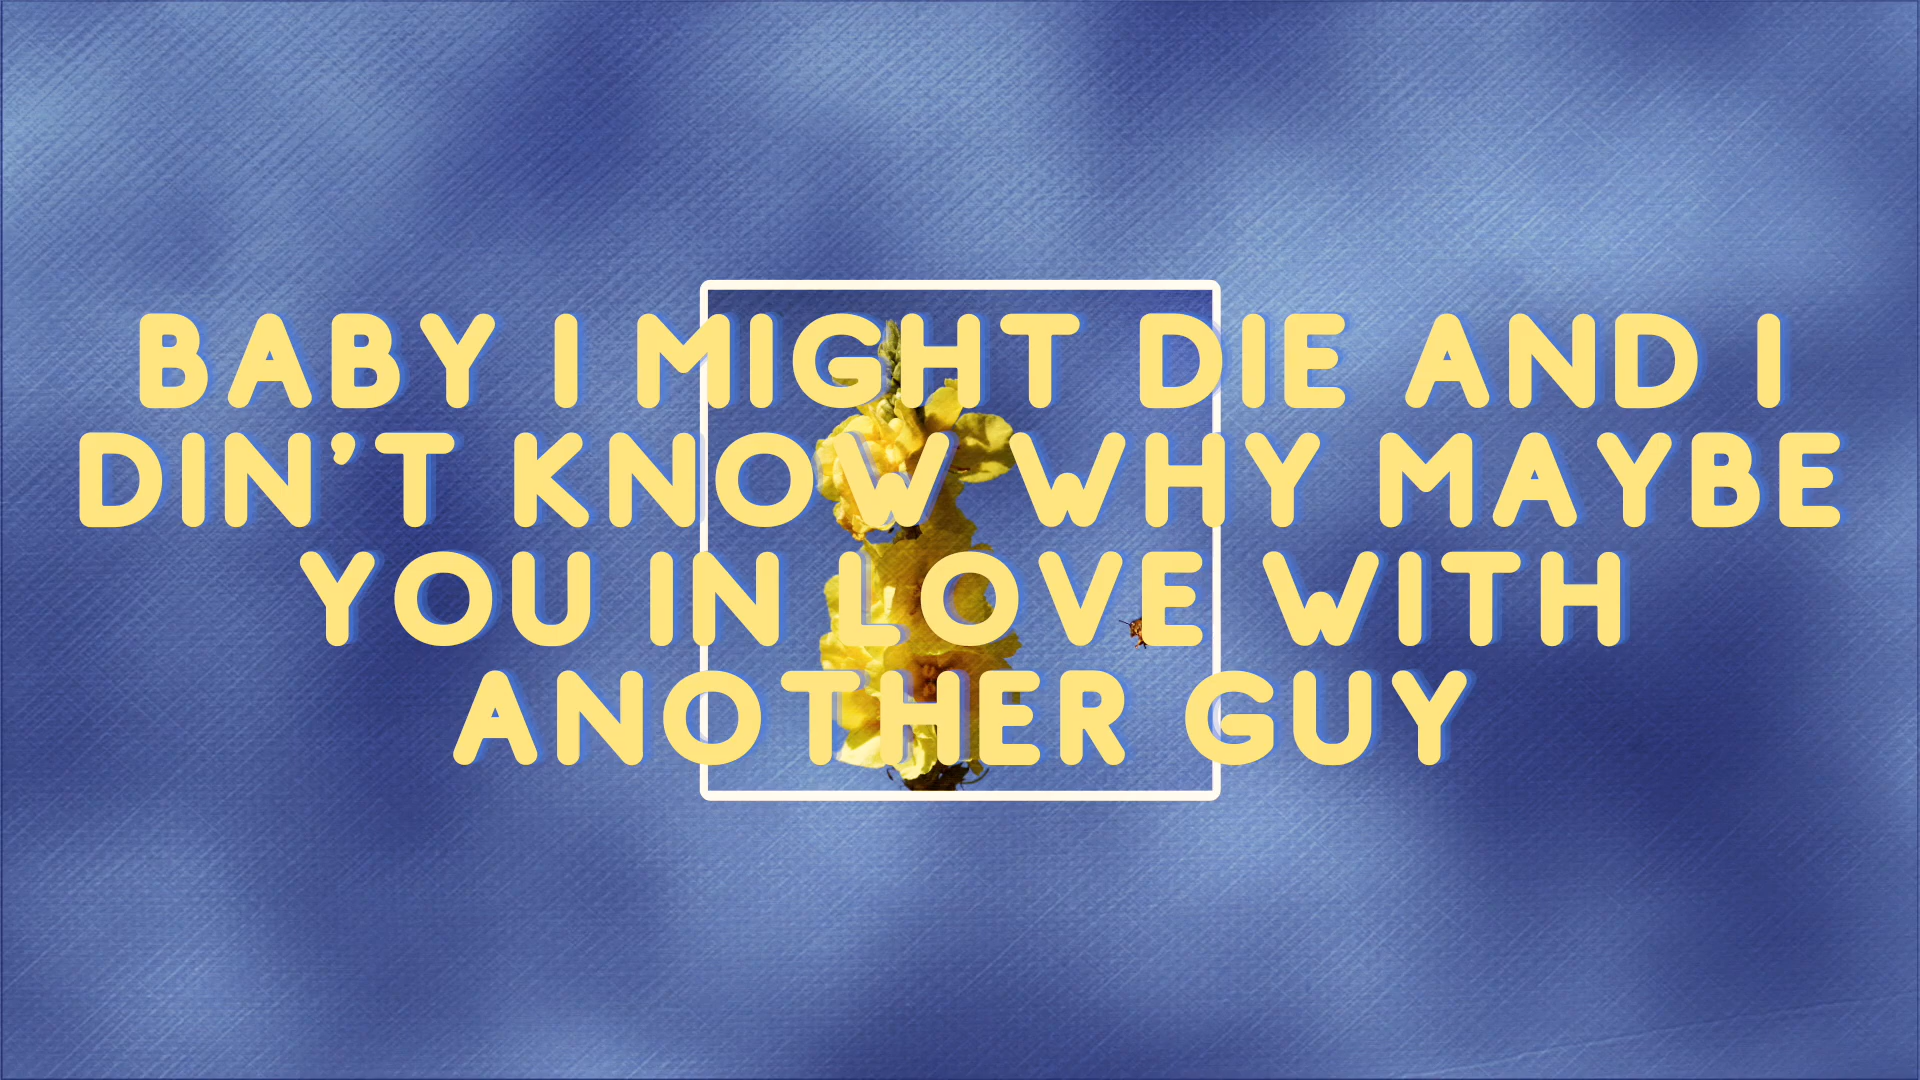 BABY I MIGHT DIE AND I
DIN’T KNOW WHY MAYBE
YOU IN LOVE WITH
ANOTHER GUY